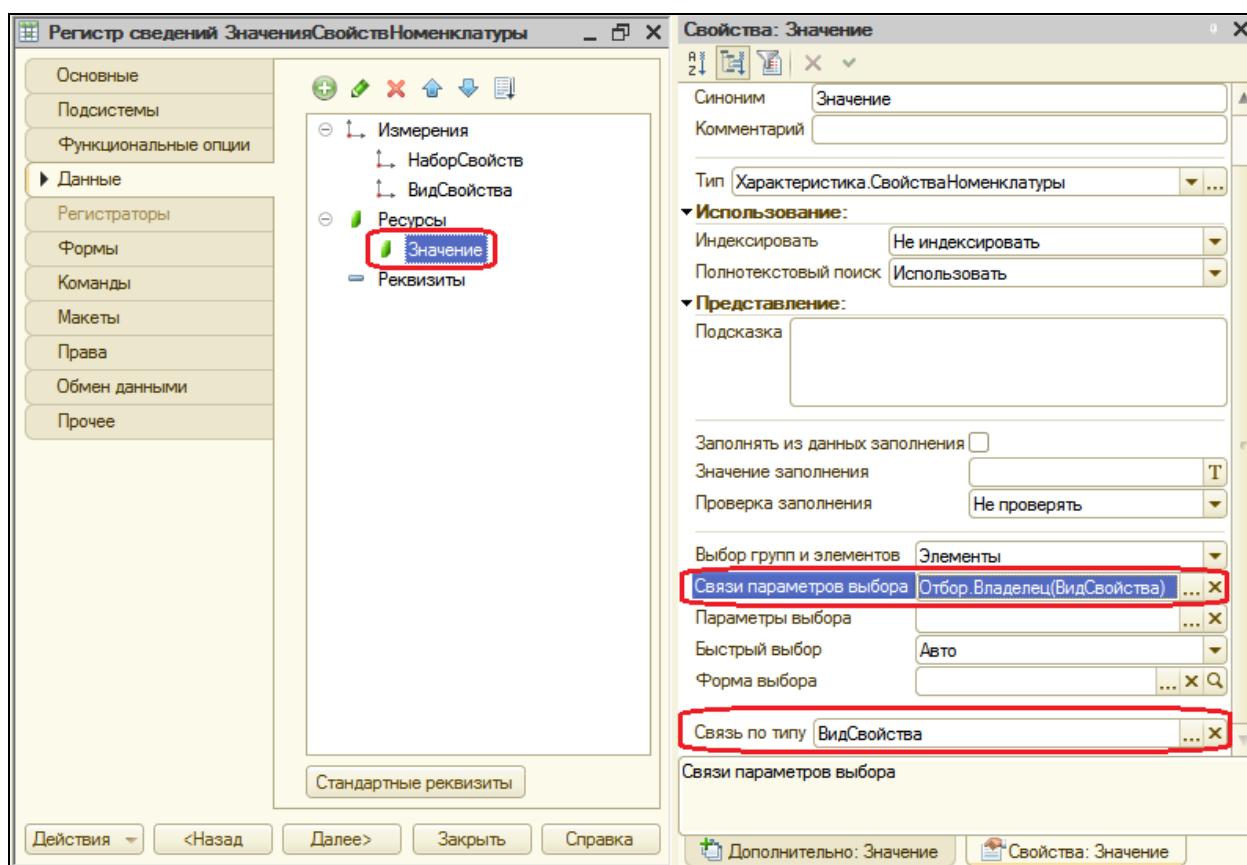 Регистр сведений ЗначенияСвойствНоменклатуры
Основные
Подсистемы
Функциональные опции
Данные
Регистраторы
Формы
Команды
Макеты
Права
Обмен данными
Прочее
Измерения
НаборСвойств
ВидСвойства
Ресурсы
Значение
Реквизиты
Стандартные реквизиты
Действия <Назад Далее> Закрыть Справка
Свойства: Значение
Синоним Значение
Комментарий
Тип Характеристика.СвойстваНоменклатуры ...
Использование:
Индексировать Не индексировать
Полнотекстовый поиск Использовать
Представление:
Подсказка
Заполнять из данных заполнения
Значение заполнения T
Проверка заполнения Не проверять
Выбор групп и элементов Элементы
Связи параметров выбора Отбор.Владелец(ВидСвойства) ...
Параметры выбора ...
Быстрый выбор Авто
Форма выбора ...
Связь по типу ВидСвойства ...
Связи параметров выбора
Дополнительно: Значение Свойства: Значение